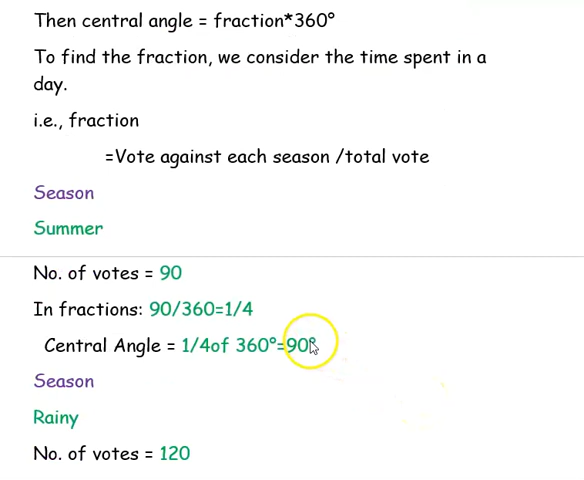 Then central angle = fraction*360°
To find the fraction, we consider the time spent in a
day.
i.e., fraction
=Vote against each season /total vote
Season
Summer
No. of votes = 90
In fractions: 90/360=1/4
Central Angle = 1/4of 360°=90°
Season
Rainy
No. of votes = 120